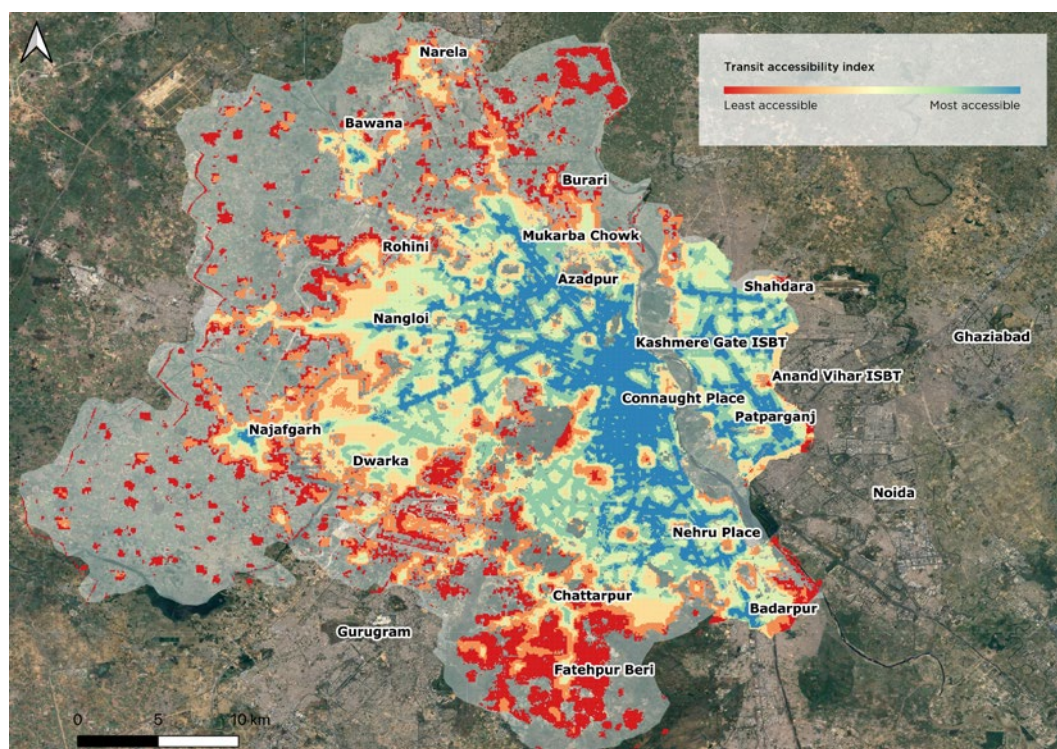 Transit accessibility index
Least accessible Most accessible
Narela
Bawana
Burari
Mukarba Chowk
Rohini
Azadpur
Shahdara
Nangloi
Kashmere Gate ISBT
Ghaziabad
Anand Vihar ISBT
Connaught Place
Patparganj
Najafgarh
Dwarka
Noida
Nehru Place
Chattarpur
Badarpur
Gurugram
Fatehpur Beri
0 5 10 km